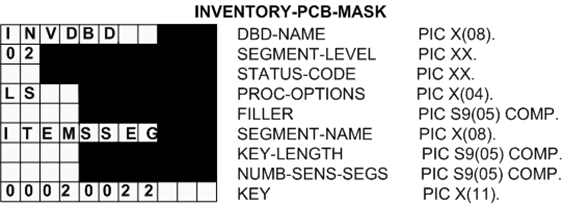 INVENTORY-PCB-MASK
INVDBD DBD-NAME PIC X(08).
02 SEGMENT-LEVEL PIC XX.
STATUS-CODE PIC XX.
LS PROC-OPTIONS PIC X(04).
FILLER PIC S9(05) COMP.
ITEMSSEG SEGMENT-NAME PIC X(08).
KEY-LENGTH PIC S9(05) COMP.
NUMB-SENS-SEGS PIC S9(05) COMP.
00020022 KEY PIC X(11).